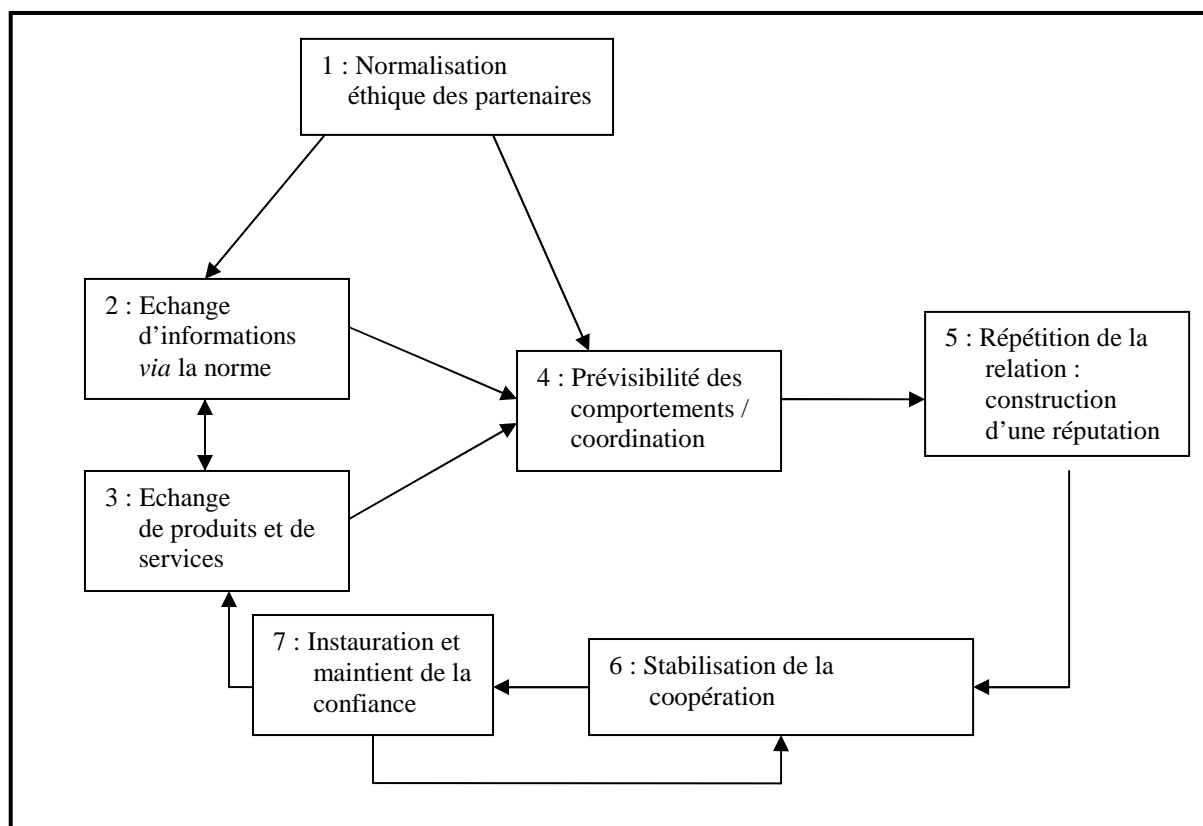 1 : Normalisation
éthique des partenaires
2 : Echange
d’informations
via la norme
3 : Echange
de produits et de
services
4 : Prévisibilité des
comportements /
coordination
5 : Répétition de la
relation :
construction
d’une réputation
6 : Stabilisation de la
coopération
7 : Instauration et
maintient de la
confiance